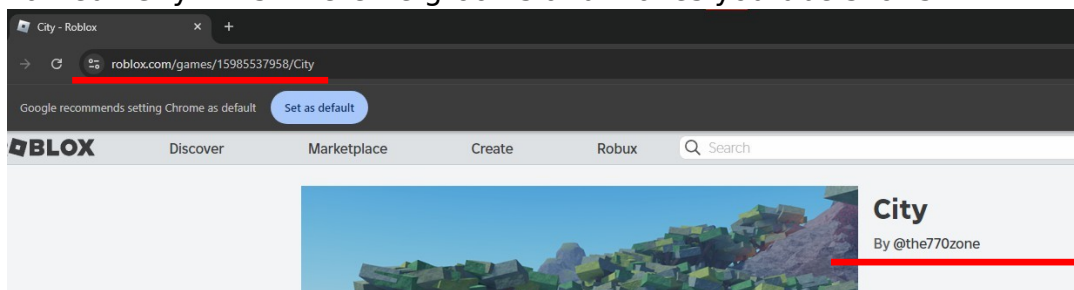 City - Roblox
roblox.com/games/15985537958/City
Google recommends setting Chrome as default Set as default
BLOX Discover Marketplace Create Robux Search
City
By @the770zone